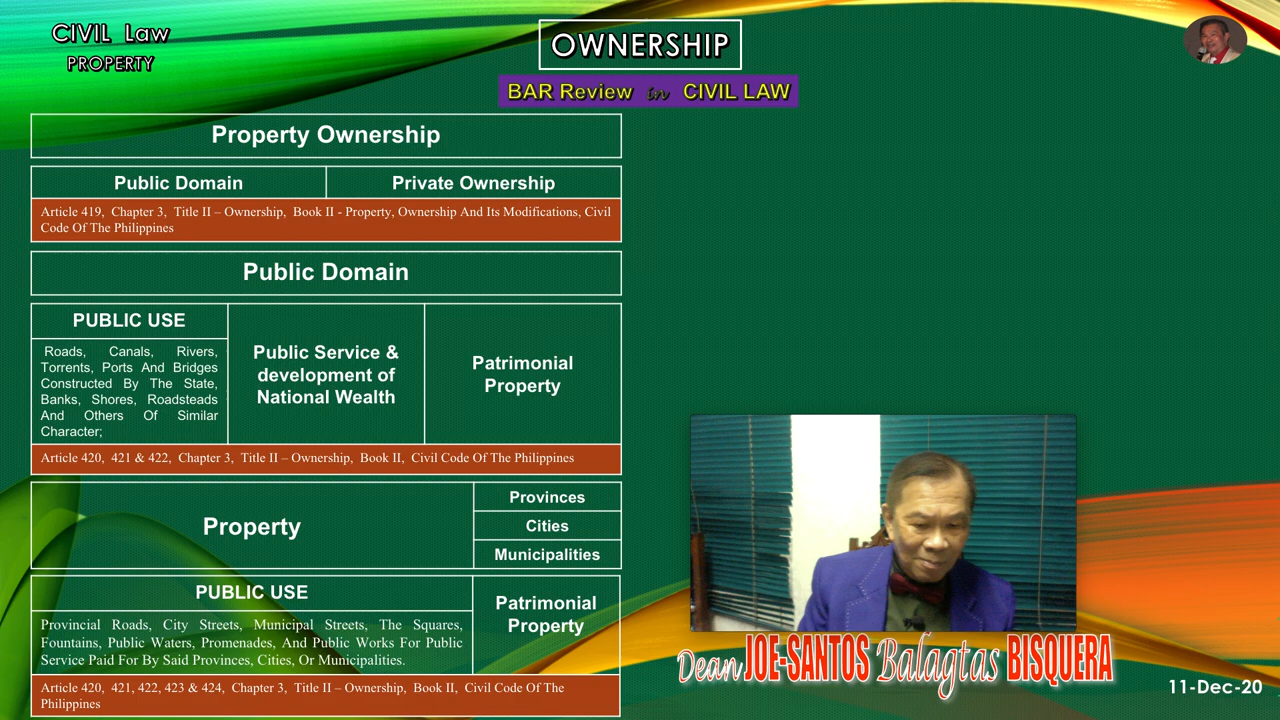 CIVIL Law
PROPERTY
OWNERSHIP
BAR Review in CIVIL LAW
Property Ownership
Public Domain
Private Ownership
Article 419, Chapter 3, Title II – Ownership, Book II - Property, Ownership And Its Modifications, Civil
Code Of The Philippines
Public Domain
PUBLIC USE
Roads, Canals, Rivers,
Torrents, Ports And Bridges
Constructed By The State,
Banks, Shores, Roadsteads
And Others Of Similar
Character;
Public Service &
development of
National Wealth
Patrimonial
Property
Article 420, 421 & 422, Chapter 3, Title II – Ownership, Book II, Civil Code Of The Philippines
Property
Provinces
Cities
Municipalities
PUBLIC USE
Provincial Roads, City Streets, Municipal Streets, The Squares,
Fountains, Public Waters, Promenades, And Public Works For Public
Service Paid For By Said Provinces, Cities, Or Municipalities.
Patrimonial
Property
Article 420, 421, 422, 423 & 424, Chapter 3, Title II – Ownership, Book II, Civil Code Of The
Philippines
Dean JOE-SANTOS Balagtas BISQUERA
11-Dec-20